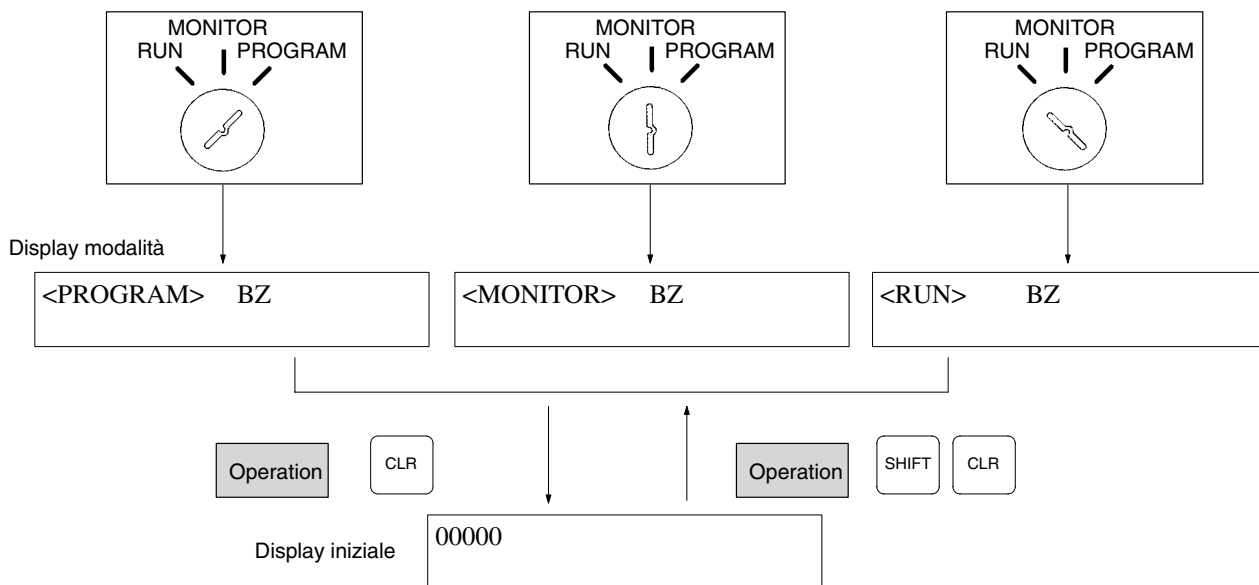 MONITOR
RUN PROGRAM
MONITOR
RUN PROGRAM
MONITOR
RUN PROGRAM
Display modalità
<PROGRAM> BZ
<MONITOR> BZ
<RUN> BZ
Operation CLR
Operation SHIFT CLR
Display iniziale
00000